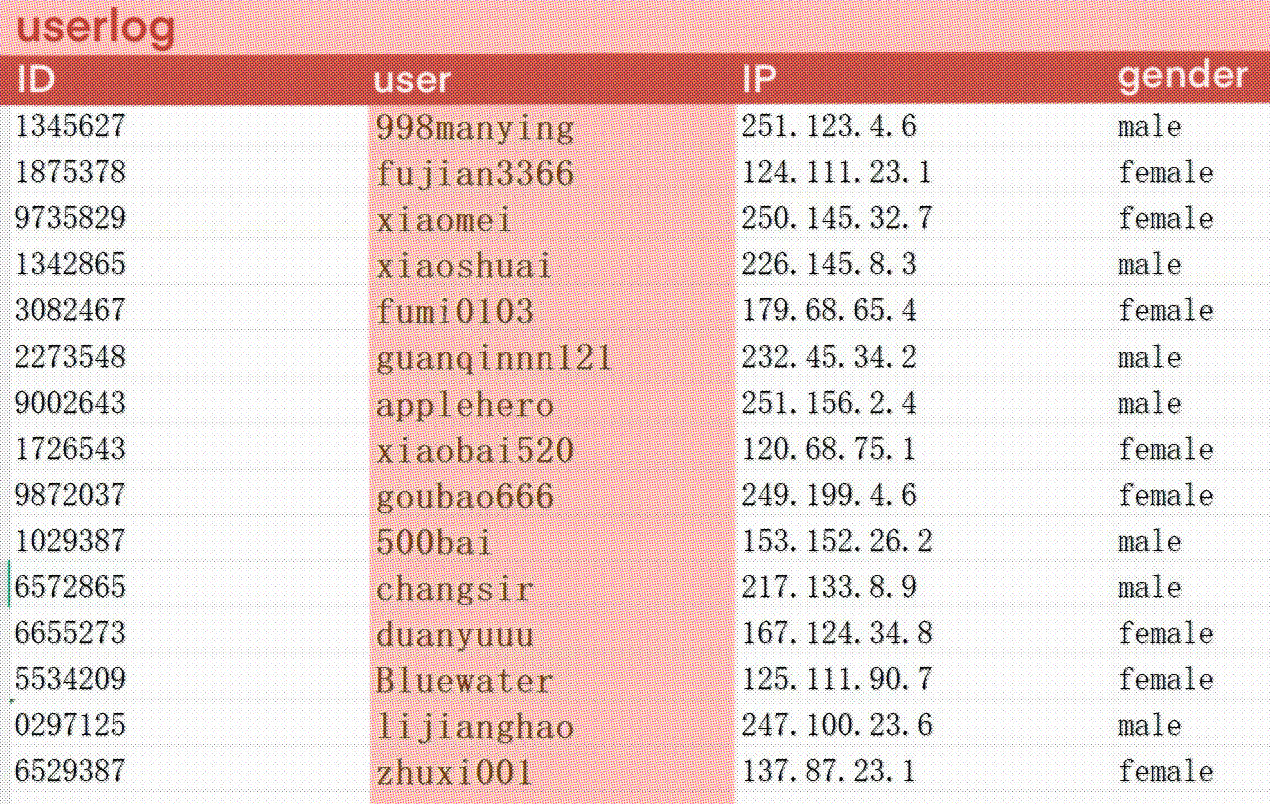 userlog
ID user IP gender
1345627 998manying 251.123.4.6 male
1875378 fujian3366 124.111.23.1 female
9735829 xiaomei 250.145.32.7 female
1342865 xiaoshuai 226.145.8.3 male
3082467 fumi0103 179.68.65.4 female
2273548 guanqinnn121 232.45.34.2 male
9002643 applehero 251.156.2.4 male
1726543 xiaobai520 120.68.75.1 female
9872037 goubao666 249.199.4.6 female
1029387 500bai 153.152.26.2 male
6572865 changsir 217.133.8.9 male
6655273 duanyuuu 167.124.34.8 female
5534209 Bluewater 125.111.90.7 female
0297125 lijianghao 247.100.23.6 male
6529387 zhuxi001 137.87.23.1 female